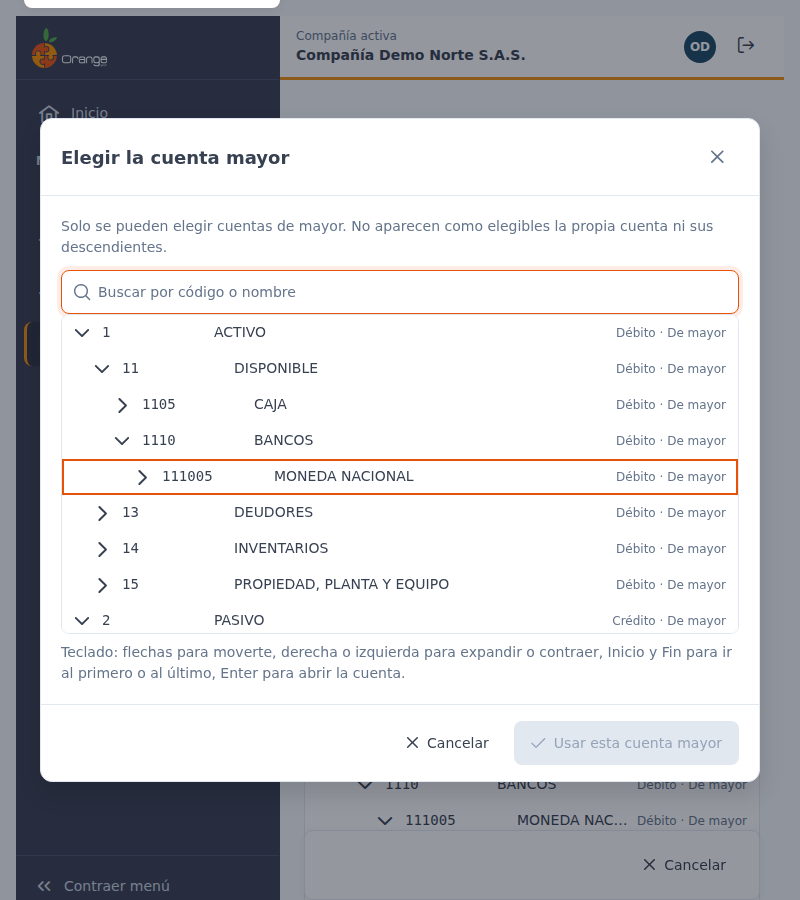 Orange
Compañía activa
Compañía Demo Norte S.A.S.
OD
Inicio
Elegir la cuenta mayor
Solo se pueden elegir cuentas de mayor. No aparecen como elegibles la propia cuenta ni sus
descendientes.
Buscar por código o nombre
1 ACTIVO Débito · De mayor
11 DISPONIBLE Débito · De mayor
1105 CAJA Débito · De mayor
1110 BANCOS Débito · De mayor
111005 MONEDA NACIONAL Débito · De mayor
13 DEUDORES Débito · De mayor
14 INVENTARIOS Débito · De mayor
15 PROPIEDAD, PLANTA Y EQUIPO Débito · De mayor
2 PASIVO Crédito · De mayor
Teclado: flechas para moverte, derecha o izquierda para expandir o contraer, Inicio y Fin para ir
al primero o al último, Enter para abrir la cuenta.
Cancelar
Usar esta cuenta mayor
1110 BANCOS Débito · De mayor
111005 MONEDA NAC... Débito · De mayor
Cancelar
Contraer menú